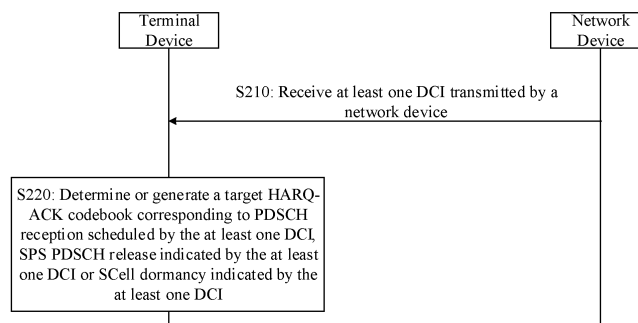 Terminal
Device
Network
Device
S210: Receive at least one DCI transmitted by a
network device
S220: Determine or generate a target HARQ-
ACK codebook corresponding to PDSCH
reception scheduled by the at least one DCI,
SPS PDSCH release indicated by the at least
one DCI or SCell dormancy indicated by the
at least one DCI